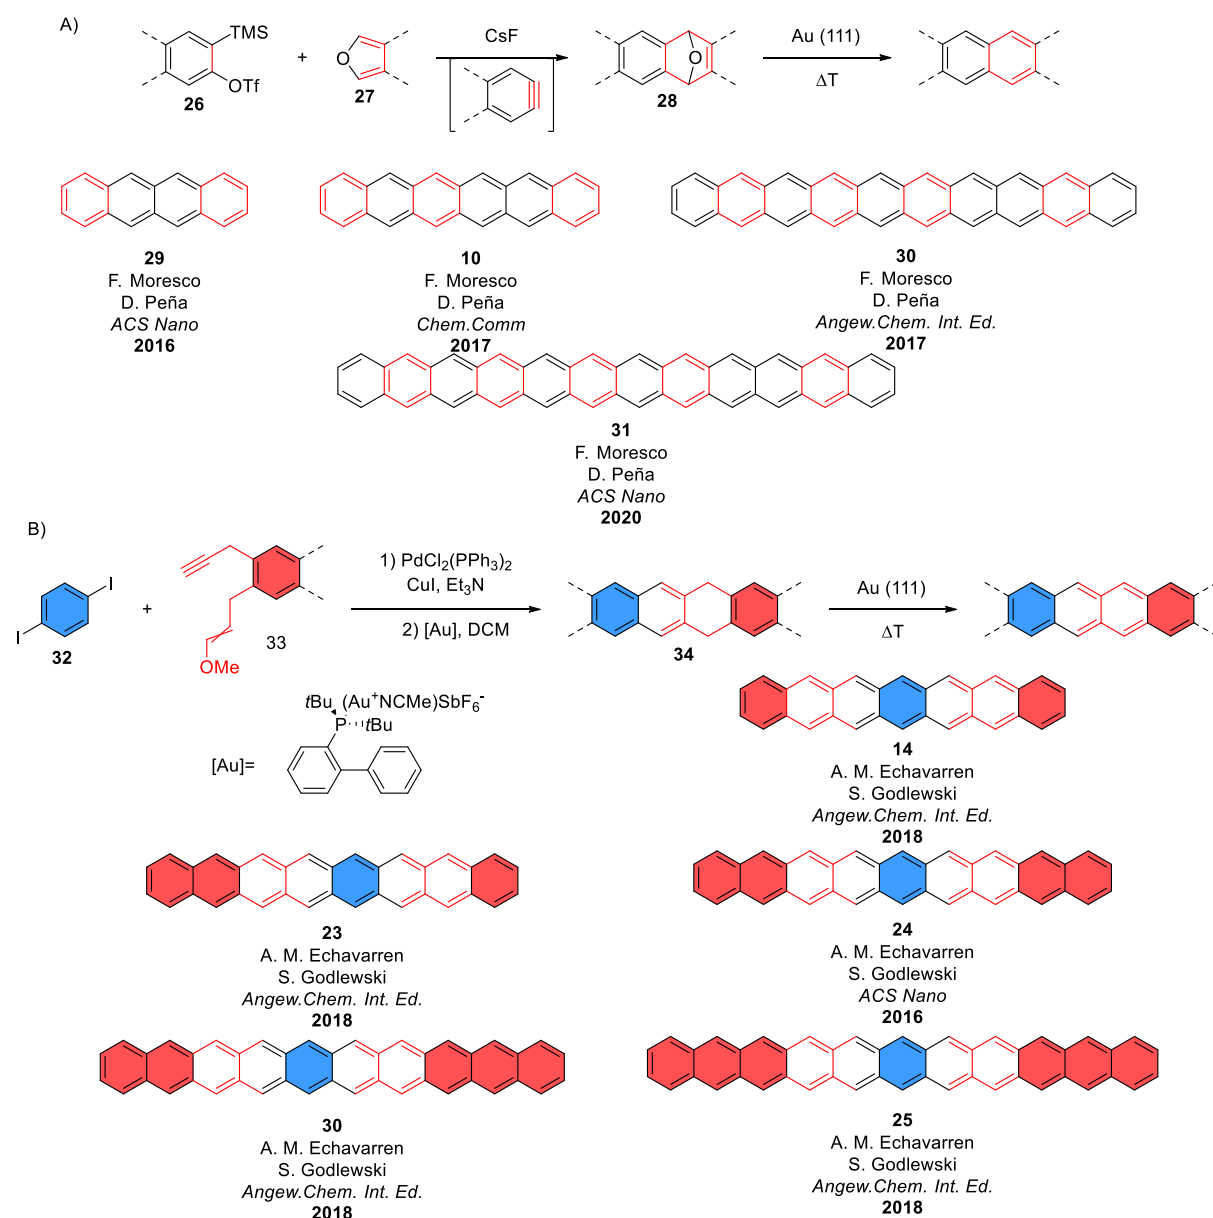 A)
TMS
OTf
26
+
O
27
CsF
O
28
Au (111)
ΔT
29
F. Moresco
D. Peña
ACS Nano
2016
10
F. Moresco
D. Peña
Chem.Comm
2017
30
F. Moresco
D. Peña
Angew.Chem. Int. Ed.
2017
31
F. Moresco
D. Peña
ACS Nano
2020
B)
I
I
32
+
OMe
33
1) PdCl2(PPh3)2
CuI, Et3N
2) [Au], DCM
34
Au (111)
ΔT
[Au]=
tBu (Au+NCMe)SbF6-
P tBu
14
A. M. Echavarren
S. Godlewski
Angew.Chem. Int. Ed.
2018
23
A. M. Echavarren
S. Godlewski
Angew.Chem. Int. Ed.
2018
24
A. M. Echavarren
S. Godlewski
ACS Nano
2016
30
A. M. Echavarren
S. Godlewski
Angew.Chem. Int. Ed.
2018
25
A. M. Echavarren
S. Godlewski
Angew.Chem. Int. Ed.
2018